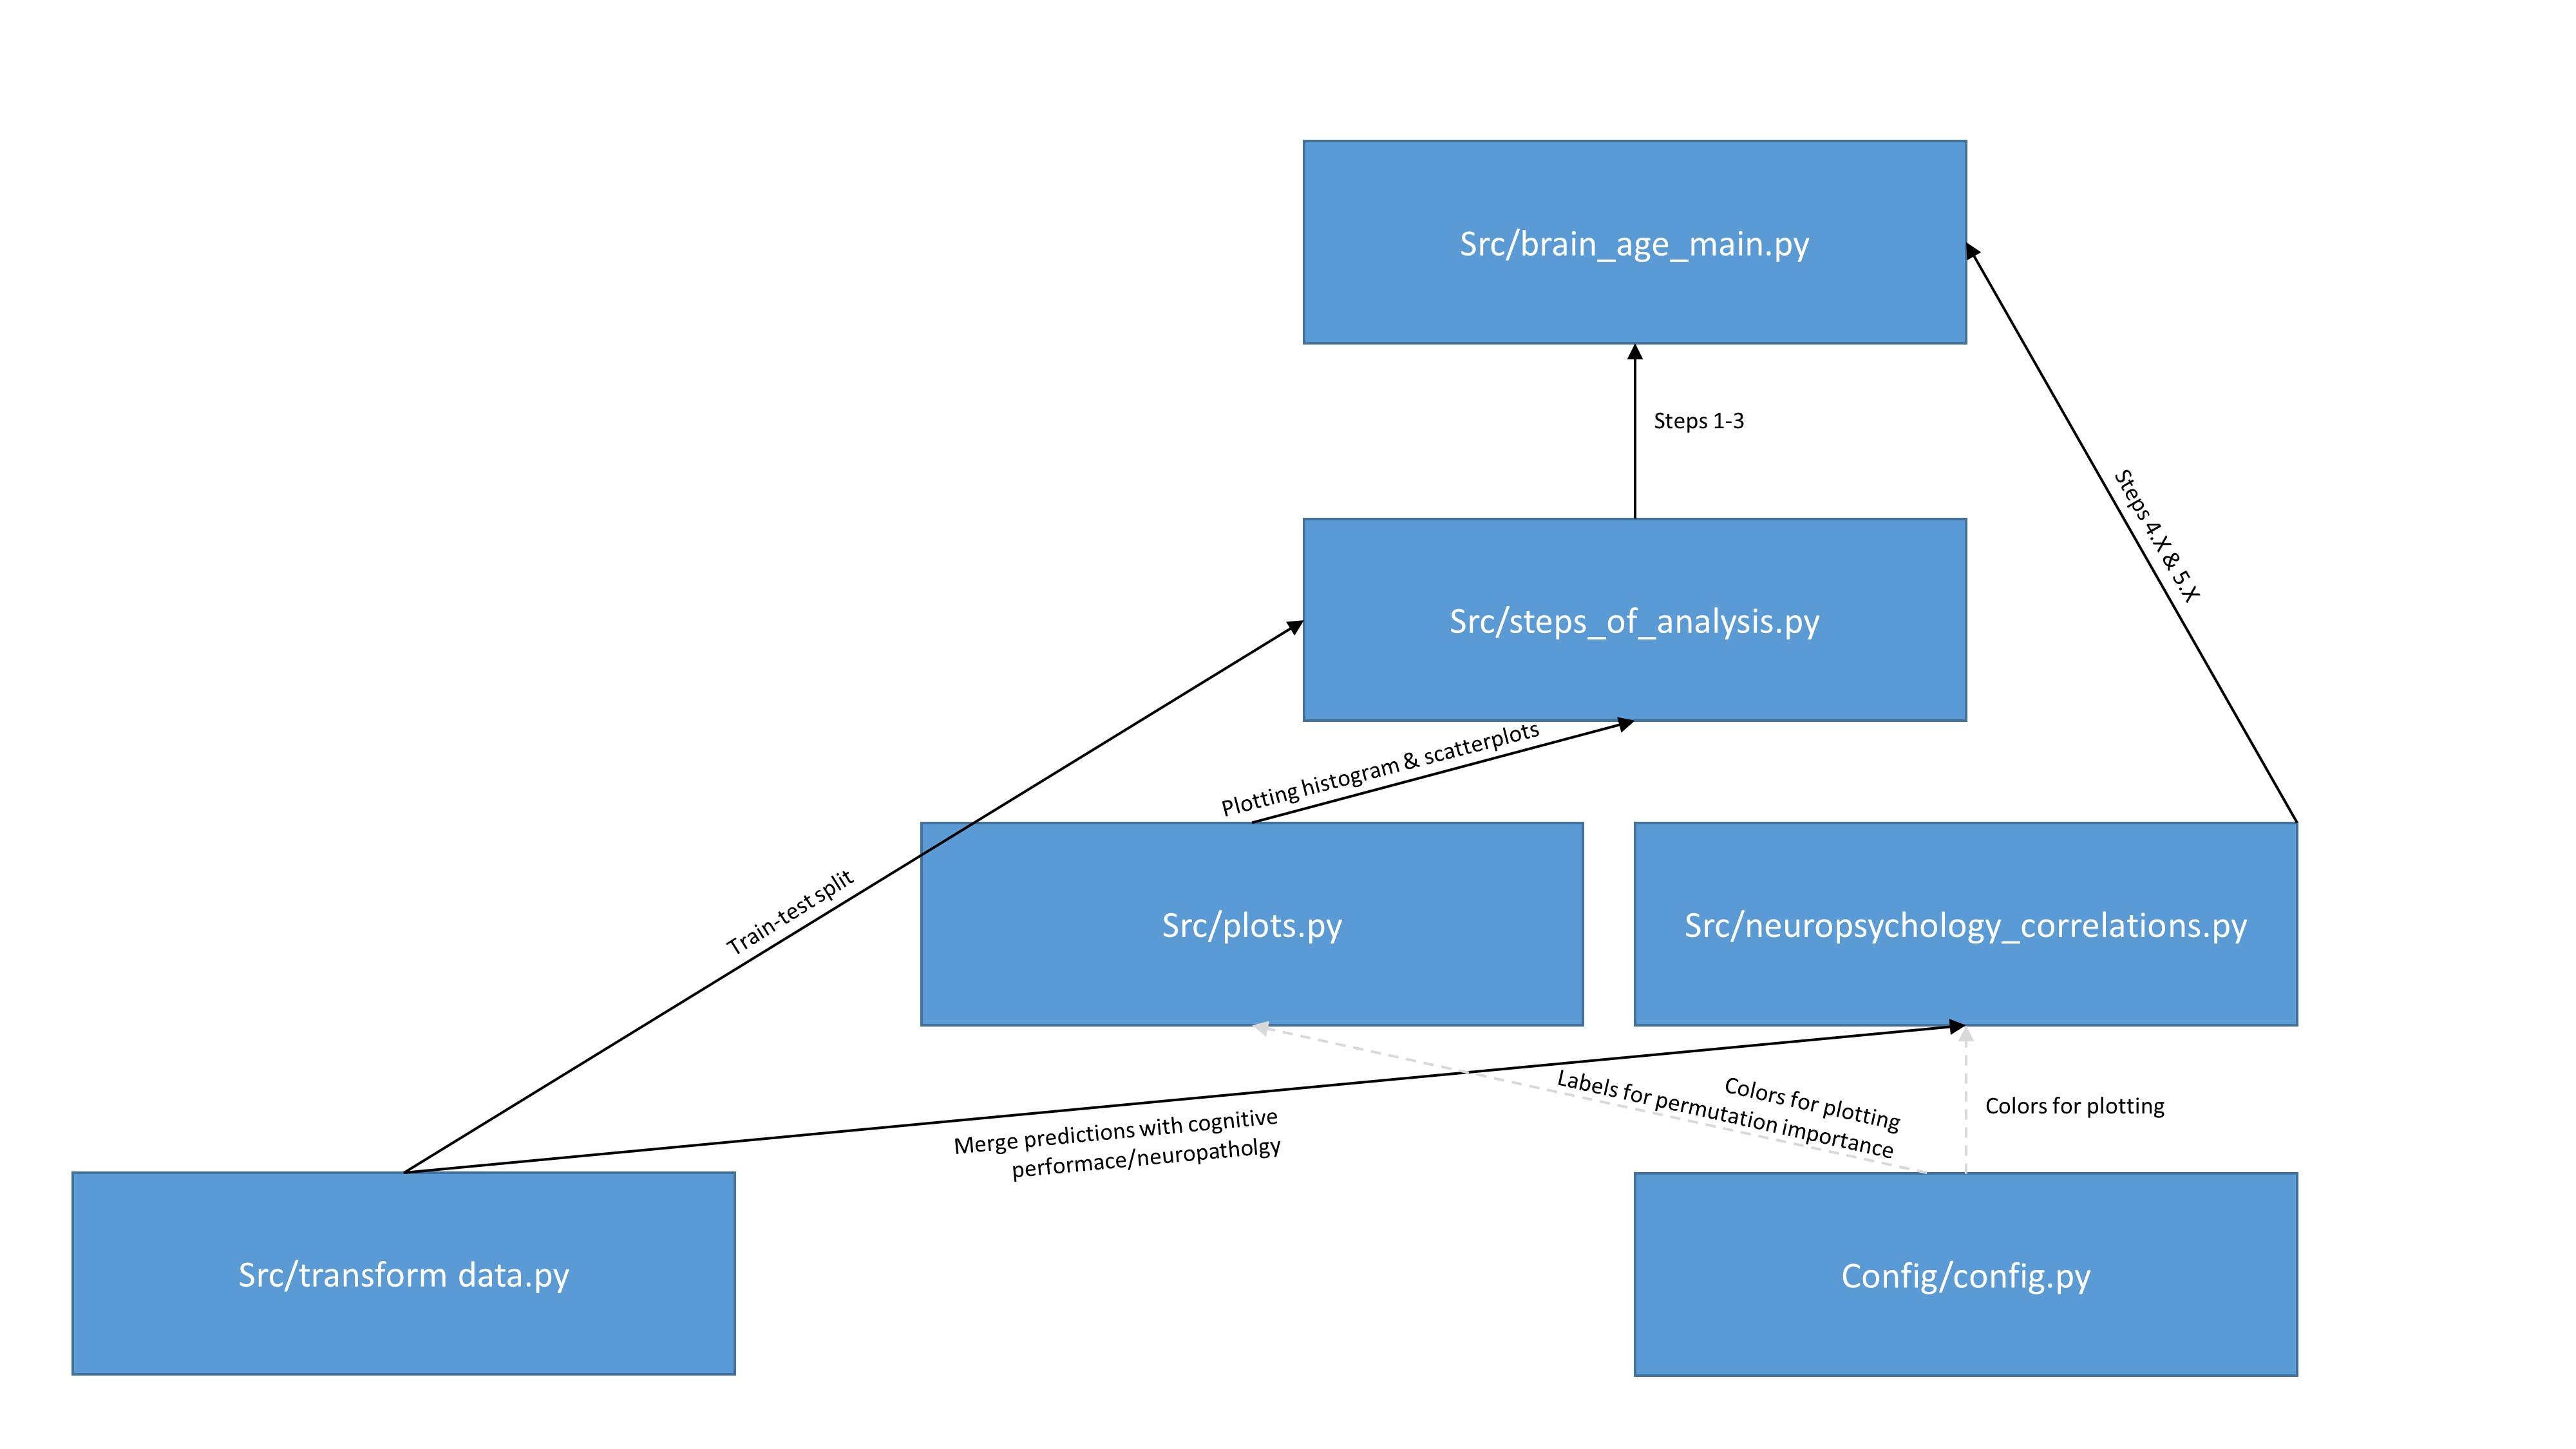 Src/brain_age_main.py
Steps 1-3
Steps 4.X & 5.X
Src/steps_of_analysis.py
Plotting histogram & scatterplots
Train-test split
Src/plots.py
Src/neuropsychology_correlations.py
Colors for plotting
Labels for permutation importance
Colors for plotting
Merge predictions with cognitive
performace/neuropatholgy
Src/transform data.py
Config/config.py